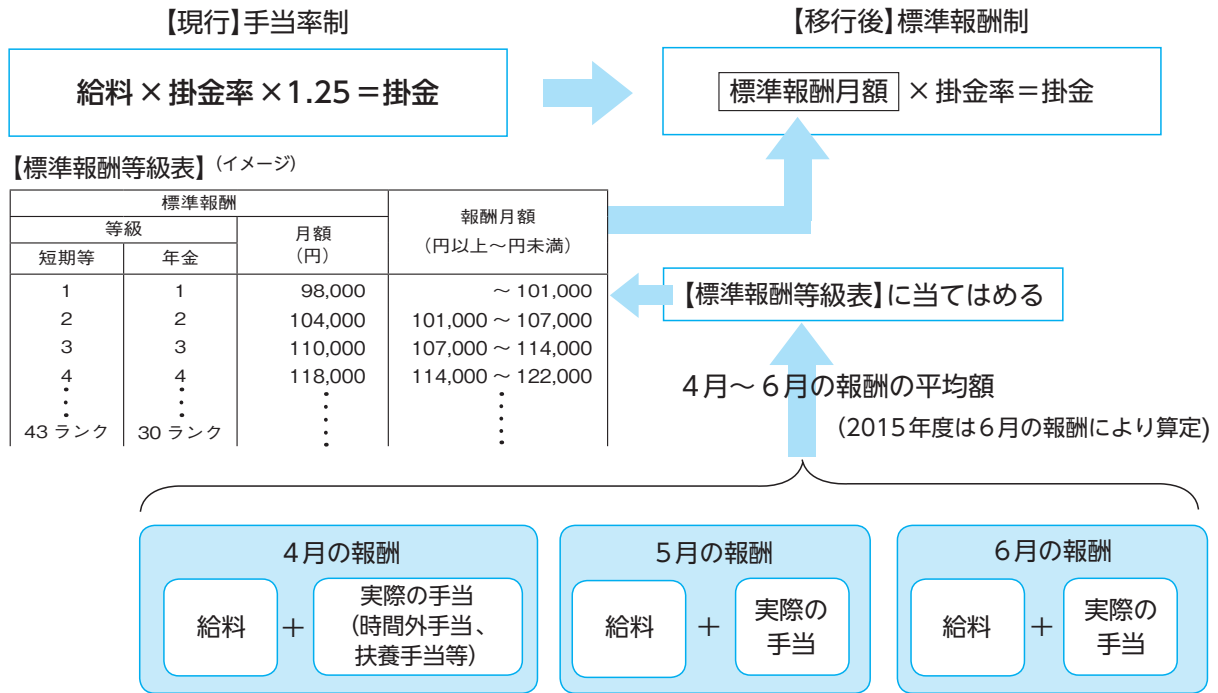 【現行】手当率制
給料×掛金率×1.25＝掛金
【移行後】標準報酬制
標準報酬月額 ×掛金率＝掛金
【標準報酬等級表】(イメージ)
標準報酬
報酬月額
(円以上～円未満)
等級
月額
(円)
短期等 年金
1 1 98,000 ～101,000
2 2 104,000 101,000～107,000
3 3 110,000 107,000～114,000
4 4 118,000 114,000～122,000
43ランク 30ランク
【標準報酬等級表】に当てはめる
4月～6月の報酬の平均額
(2015年度は6月の報酬により算定)
4月の報酬
給料 ＋ 実際の手当
(時間外手当、
扶養手当等)
5月の報酬
給料 ＋ 実際の
手当
6月の報酬
給料 ＋ 実際の
手当